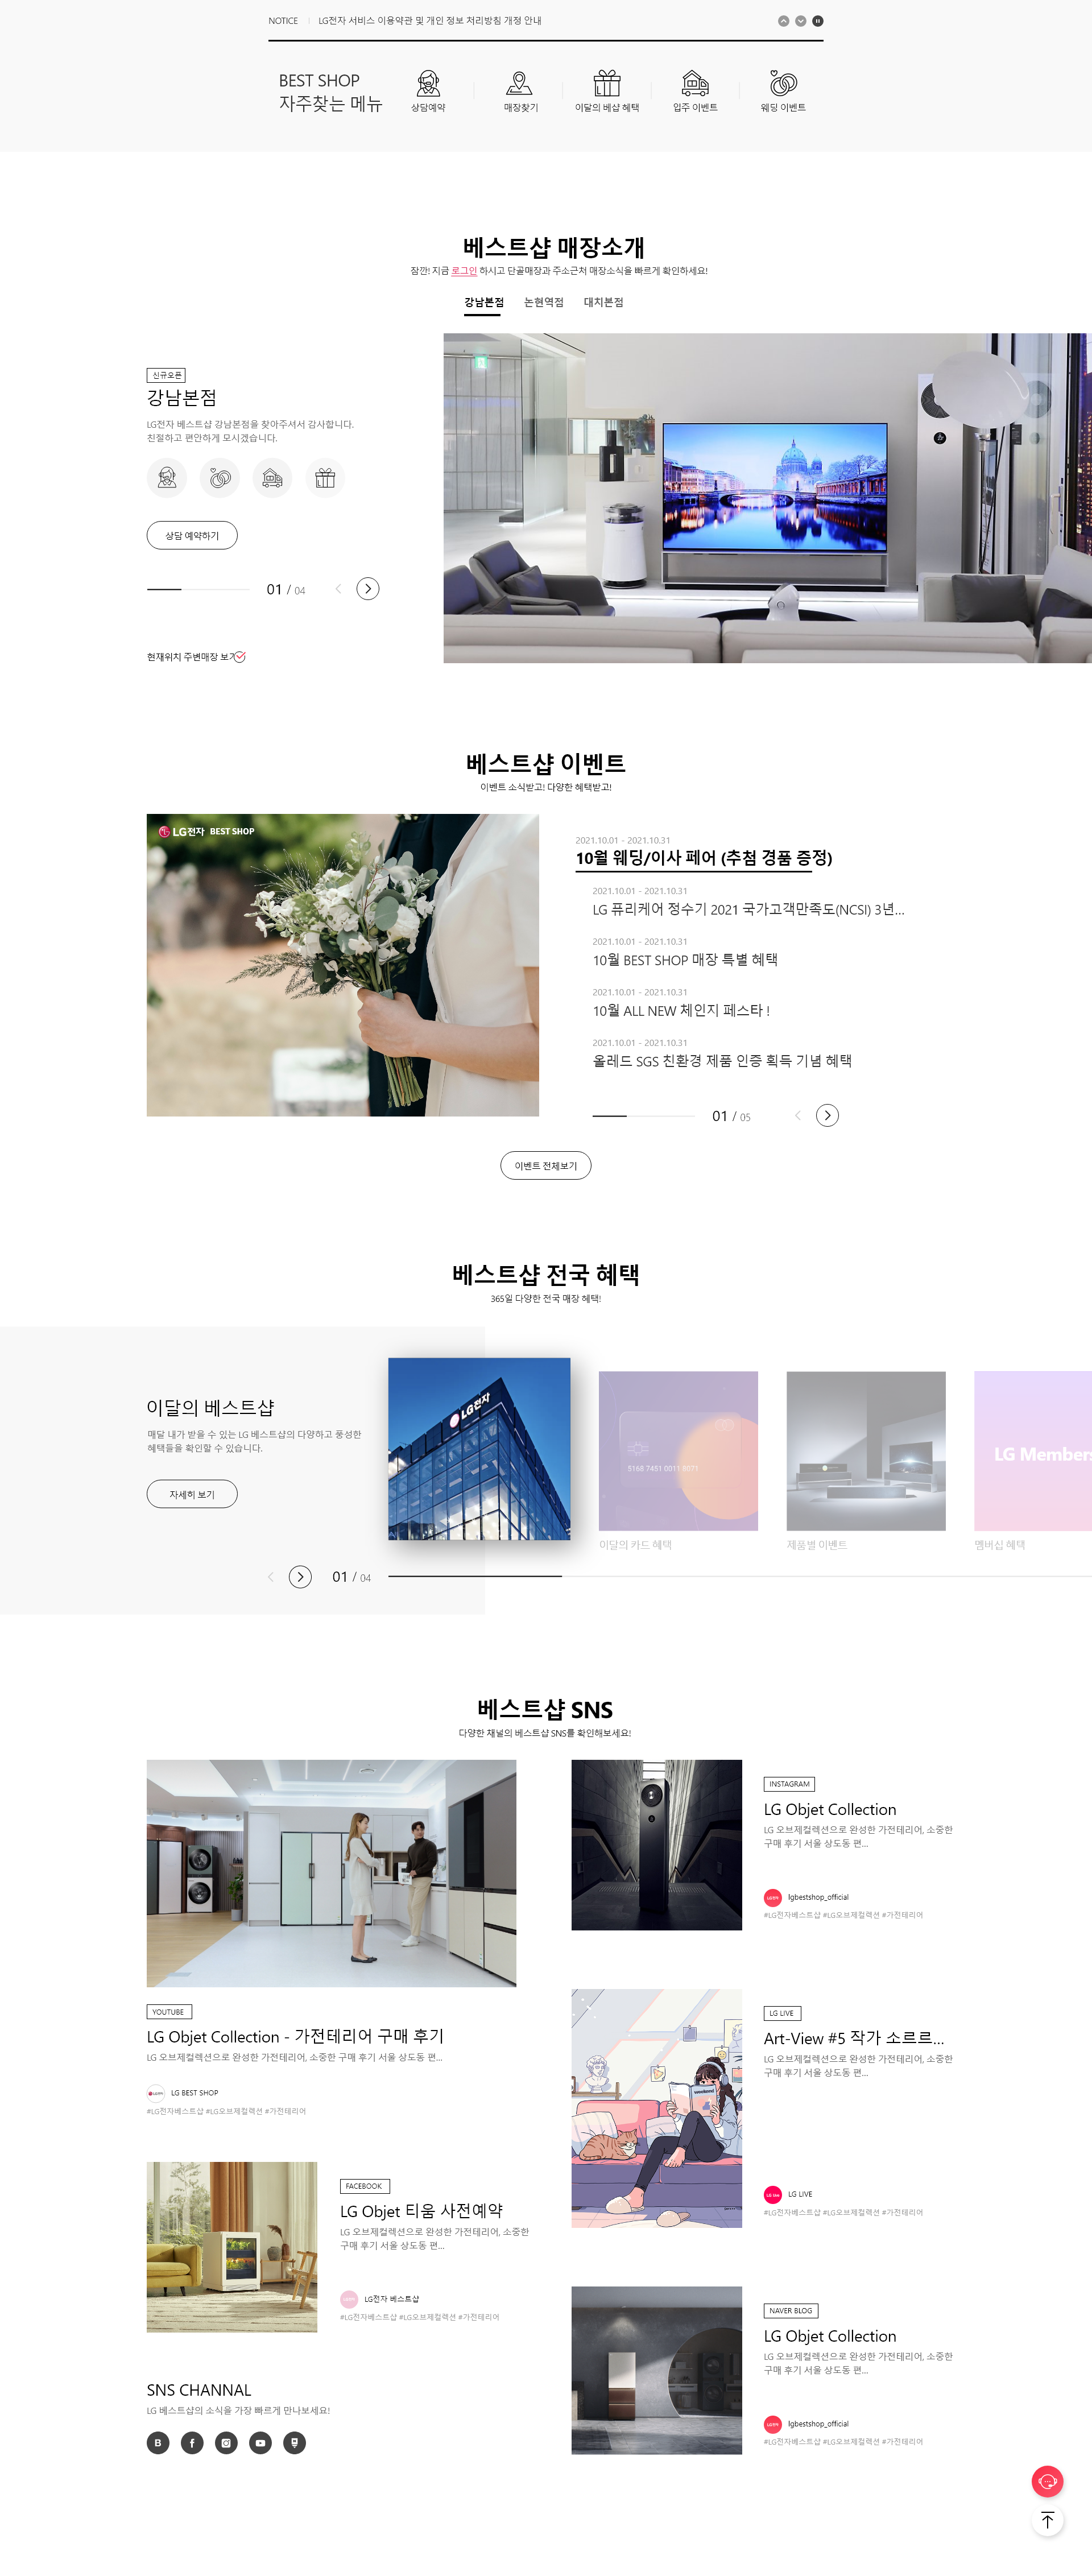 NOTICE
LG전자 서비스 이용약관 및 개인 정보 처리방침 개정 안내
BEST SHOP
자주찾는 메뉴
상담예약
매장찾기
이달의 베샵 혜택
입주 이벤트
웨딩 이벤트
베스트샵 매장소개
잠깐! 지금 로그인 하시고 단골매장과 주소근처 매장소식을 빠르게 확인하세요!
강남본점
논현역점
대치본점
신규오픈
강남본점
LG전자 베스트샵 강남본점을 찾아주셔서 감사합니다.
친절하고 편안하게 모시겠습니다.
상담 예약하기
01 / 04
현재위치 주변매장 보기
베스트샵 이벤트
이벤트 소식받고! 다양한 혜택받고!
LG전자 BEST SHOP
2021.10.01 - 2021.10.31
10월 웨딩/이사 페어 (추첨 경품 증정)
2021.10.01 - 2021.10.31
LG 퓨리케어 정수기 2021 국가고객만족도(NCSI) 3년...
2021.10.01 - 2021.10.31
10월 BEST SHOP 매장 특별 혜택
2021.10.01 - 2021.10.31
10월 ALL NEW 체인지 페스타 !
2021.10.01 - 2021.10.31
올레드 SGS 친환경 제품 인증 획득 기념 혜택
01 / 05
이벤트 전체보기
베스트샵 전국 혜택
365일 다양한 전국 매장 혜택!
이달의 베스트샵
매달 내가 받을 수 있는 LG 베스트샵의 다양하고 풍성한
혜택들을 확인할 수 있습니다.
자세히 보기
LG전자
5168 7451 0011 8071
LG Members
이달의 카드 혜택
제품별 이벤트
멤버십 혜택
01 / 04
베스트샵 SNS
다양한 채널의 베스트샵 SNS를 확인해보세요!
YOUTUBE
LG Objet Collection - 가전테리어 구매 후기
LG 오브제컬렉션으로 완성한 가전테리어, 소중한 구매 후기 서울 상도동 편...
LG BEST SHOP
#LG전자베스트샵 #LG오브제컬렉션 #가전테리어
FACEBOOK
LG Objet 티움 사전예약
LG 오브제컬렉션으로 완성한 가전테리어, 소중한
구매 후기 서울 상도동 편...
LG전자 베스트샵
#LG전자베스트샵 #LG오브제컬렉션 #가전테리어
SNS CHANNAL
LG 베스트샵의 소식을 가장 빠르게 만나보세요!
B
INSTAGRAM
LG Objet Collection
LG 오브제컬렉션으로 완성한 가전테리어, 소중한
구매 후기 서울 상도동 편...
lgbestshop_official
#LG전자베스트샵 #LG오브제컬렉션 #가전테리어
LG LIVE
Art-View #5 작가 소르르...
LG 오브제컬렉션으로 완성한 가전테리어, 소중한
구매 후기 서울 상도동 편...
LG LIVE
#LG전자베스트샵 #LG오브제컬렉션 #가전테리어
NAVER BLOG
LG Objet Collection
LG 오브제컬렉션으로 완성한 가전테리어, 소중한
구매 후기 서울 상도동 편...
lgbestshop_official
#LG전자베스트샵 #LG오브제컬렉션 #가전테리어